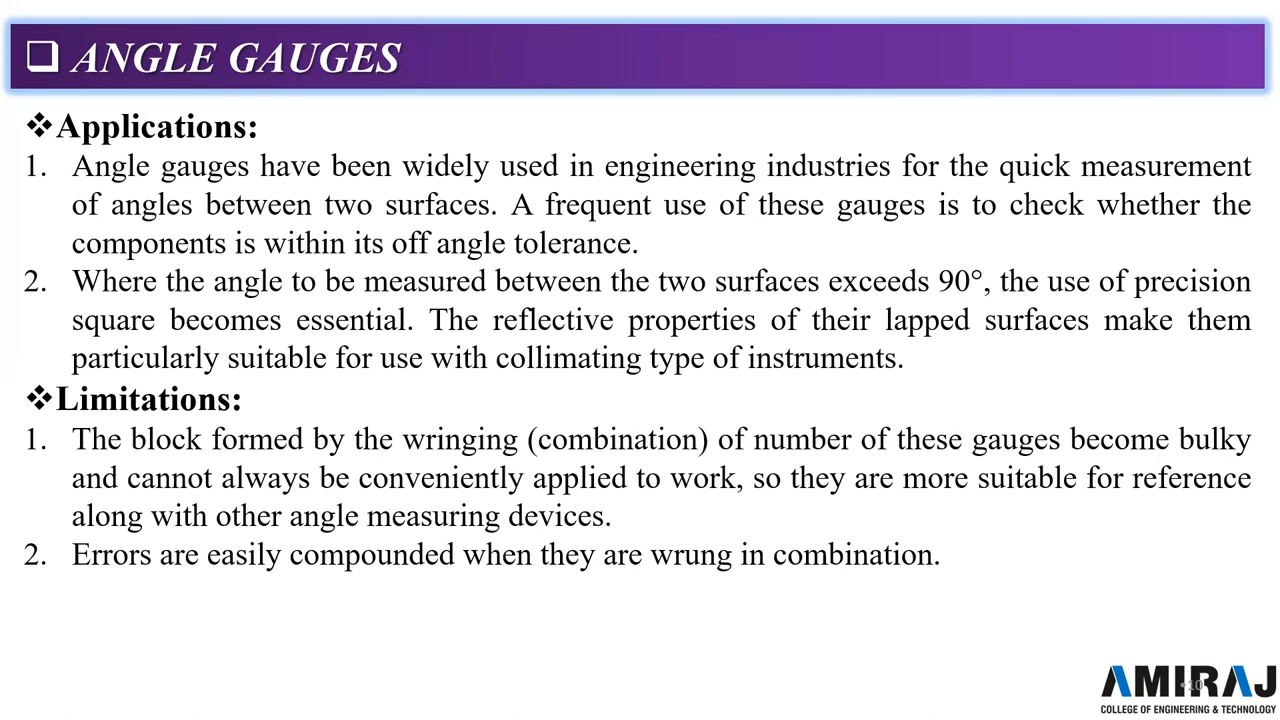 ANGLE GAUGES
Applications:
1. Angle gauges have been widely used in engineering industries for the quick measurement
of angles between two surfaces. A frequent use of these gauges is to check whether the
components is within its off angle tolerance.
2. Where the angle to be measured between the two surfaces exceeds 90°, the use of precision
square becomes essential. The reflective properties of their lapped surfaces make them
particularly suitable for use with collimating type of instruments.
Limitations:
1. The block formed by the wringing (combination) of number of these gauges become bulky
and cannot always be conveniently applied to work, so they are more suitable for reference
along with other angle measuring devices.
2. Errors are easily compounded when they are wrung in combination.
AMIRAJ
10
COLLEGE OF ENGINEERING & TECHNOLOGY